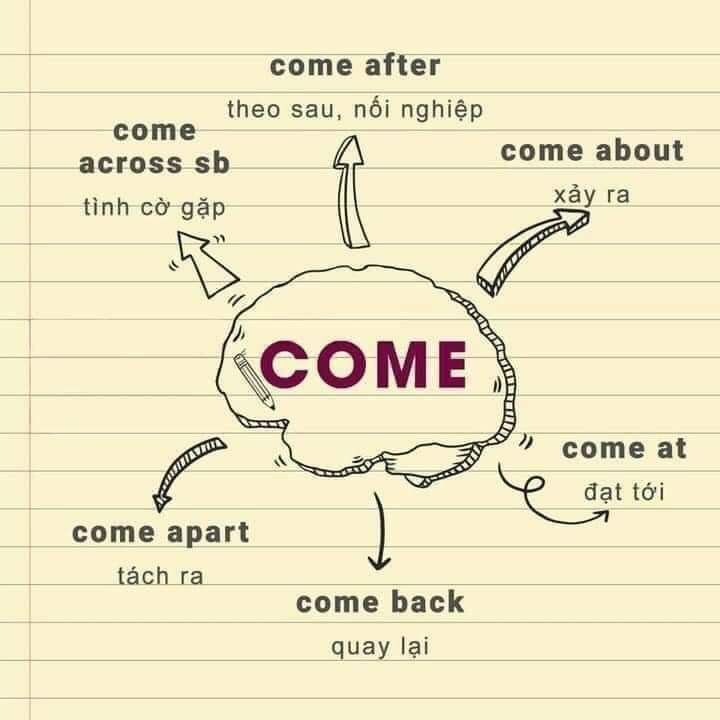 come after
theo sau, nối nghiệp
come
across sb
tình cờ gặp
come about
xảy ra
COME
come at
đạt tới
come apart
tách ra
come back
quay lại